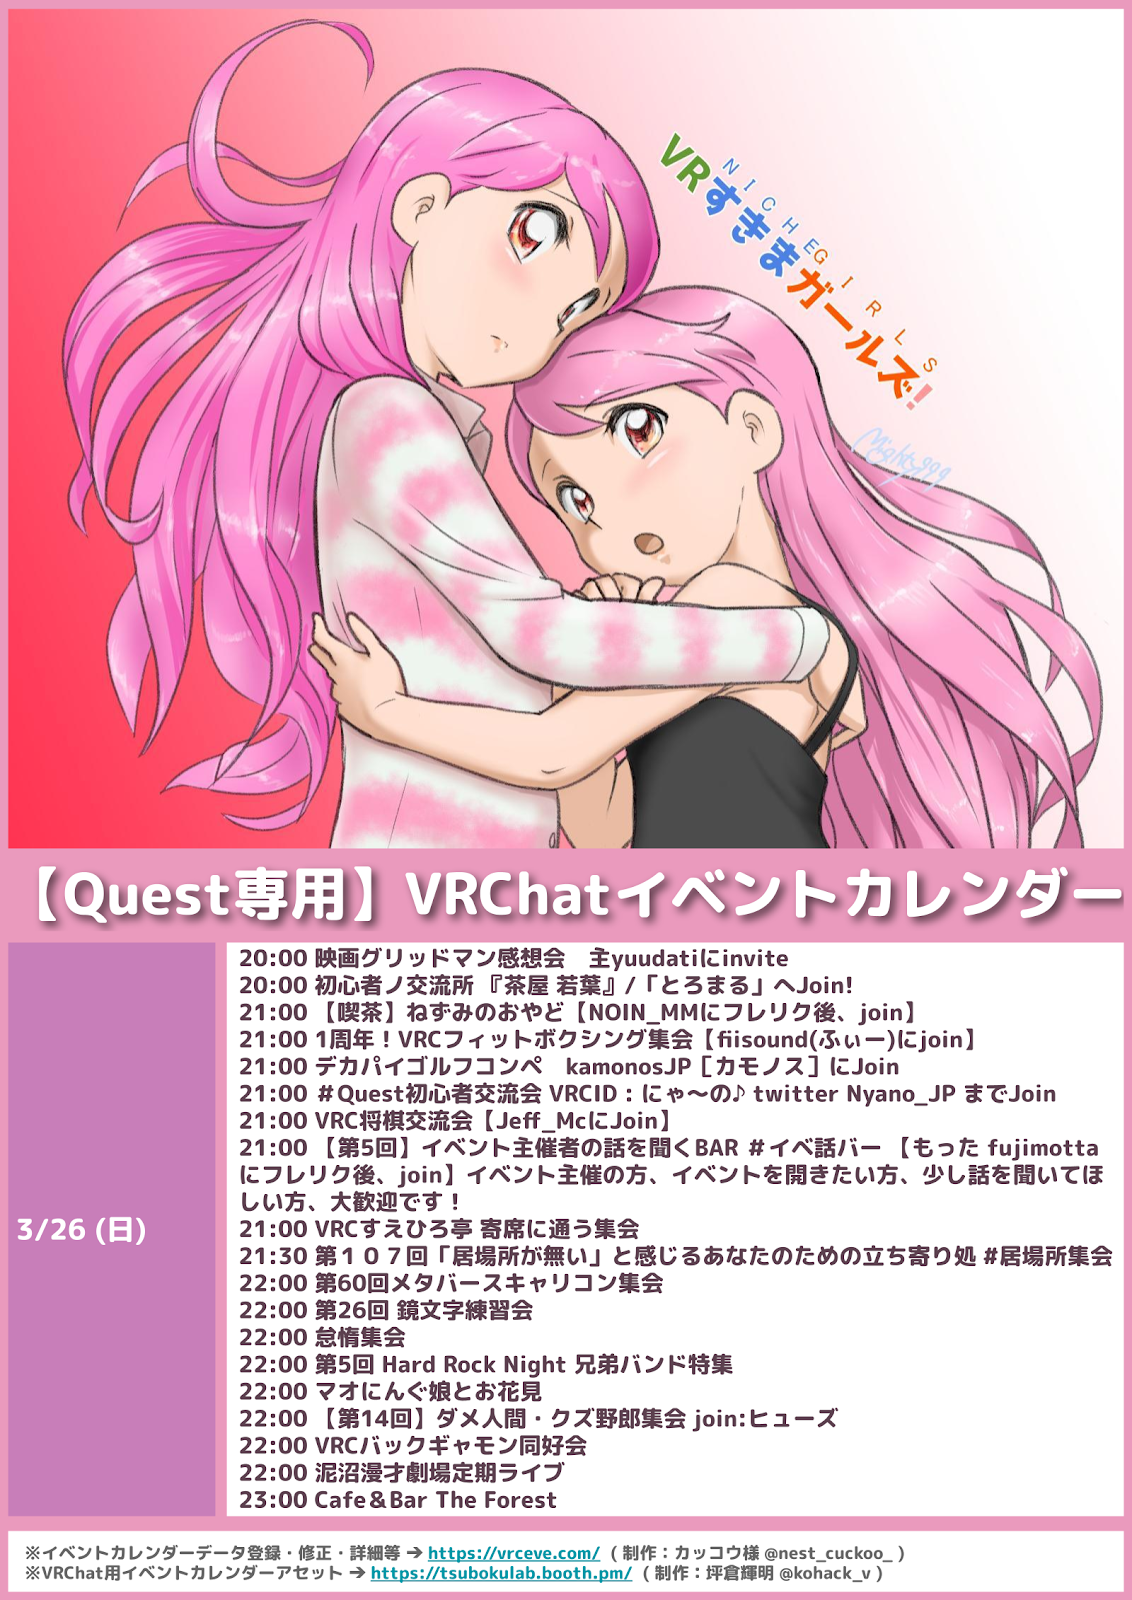 NICHE GIRLS
VRすきまガールズ!
Mighty999
【Quest専用】VRChatイベントカレンダー
3/26 (日)
20:00 映画グリッドマン感想会　主yuudatiにinvite
20:00 初心者ノ交流所 『茶屋 若葉』/「とろまる」へJoin!
21:00 【喫茶】ねずみのおやど【NOIN_MMにフレリク後、join】
21:00 1周年！VRCフィットボクシング集会【fiisound(ふぃー)にjoin】
21:00 デカパイゴルフコンペ　kamonosJP［カモノス］にJoin
21:00 ＃Quest初心者交流会 VRCID：にゃ～の♪ twitter Nyano_JP までJoin
21:00 VRC将棋交流会【Jeff_McにJoin】
21:00 【第5回】イベント主催者の話を聞くBAR ＃イベ話バー 【もった fujimotta
にフレリク後、join】イベント主催の方、イベントを開きたい方、少し話を聞いてほ
しい方、大歓迎です！
21:00 VRCすえひろ亭 寄席に通う集会
21:30 第１０７回「居場所が無い」と感じるあなたのための立ち寄り処 #居場所集会
22:00 第60回メタバースキャリコン集会
22:00 第26回 鏡文字練習会
22:00 怠惰集会
22:00 第5回 Hard Rock Night 兄弟バンド特集
22:00 マオにんぐ娘とお花見
22:00 【第14回】ダメ人間・クズ野郎集会 join:ヒューズ
22:00 VRCバックギャモン同好会
22:00 泥沼漫才劇場定期ライブ
23:00 Cafe＆Bar The Forest
※イベントカレンダーデータ登録・修正・詳細等 ➔ https://vrceve.com/ （ 制作：カッコウ様 @nest_cuckoo_ ）
※VRChat用イベントカレンダーアセット ➔ https://tsubokulab.booth.pm/ （ 制作：坪倉輝明 @kohack_v ）